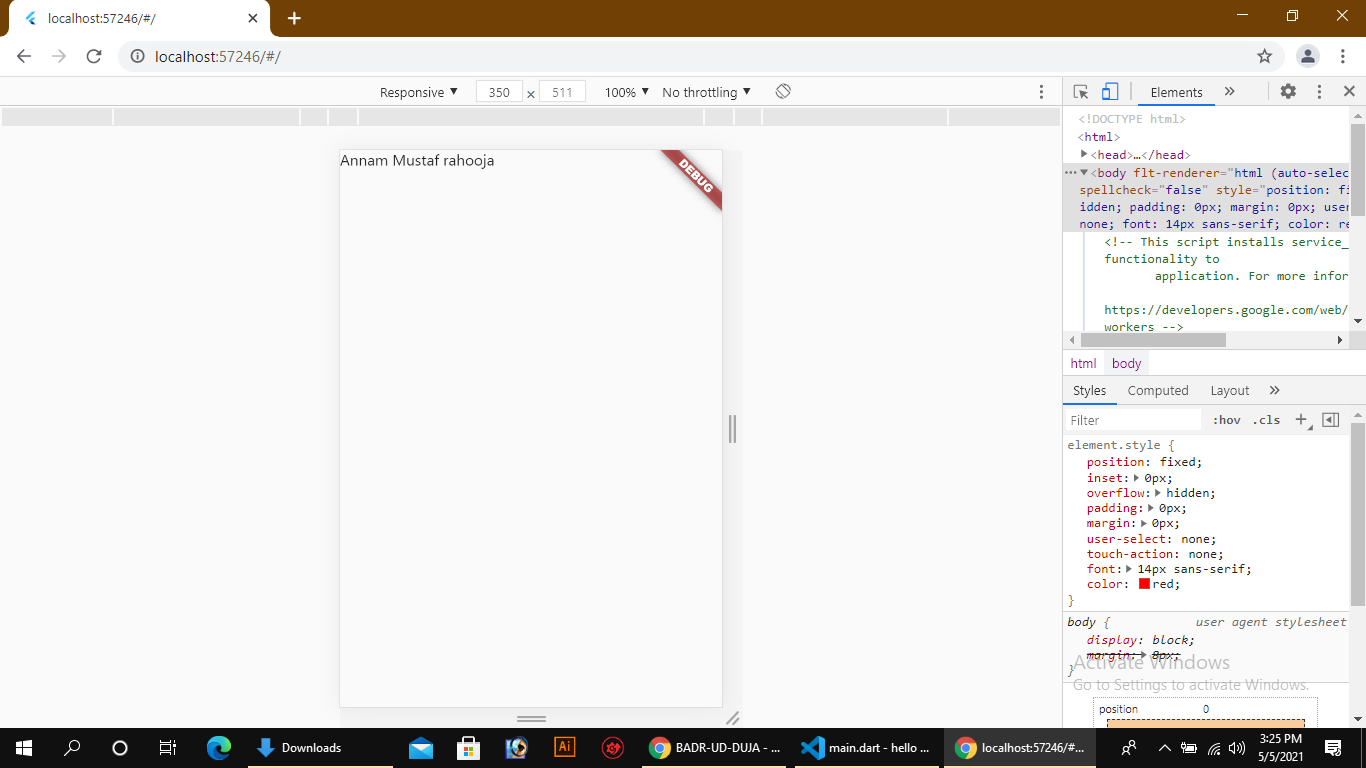 localhost:57246/#/
localhost:57246/#/
Responsive
350
×
511
100%
No throttling
Elements
<!DOCTYPE html>
<html>
<head>…</head>
<body flt-renderer="html (auto-selec
spellcheck="false" style="position: fi
idden; padding: 0px; margin: 0px; user
none; font: 14px sans-serif; color: re
<!-- This script installs service_
functionality to
application. For more infor
https://developers.google.com/web/
workers -->
html body
Styles Computed Layout
Filter :hov .cls
element.style {
position: fixed;
inset: 0px;
overflow: hidden;
padding: 0px;
margin: 0px;
user-select: none;
touch-action: none;
font: 14px sans-serif;
color: red;
}
body { user agent stylesheet
display: block;
margin: 8px;
}
Activate Windows
Go to Settings to activate Windows.
position 0
Annam Mustaf rahooja
DEBUG
Downloads
Ai
BADR-UD-DUJA - ...
main.dart - hello ...
localhost:57246/#...
3:25 PM
5/5/2021